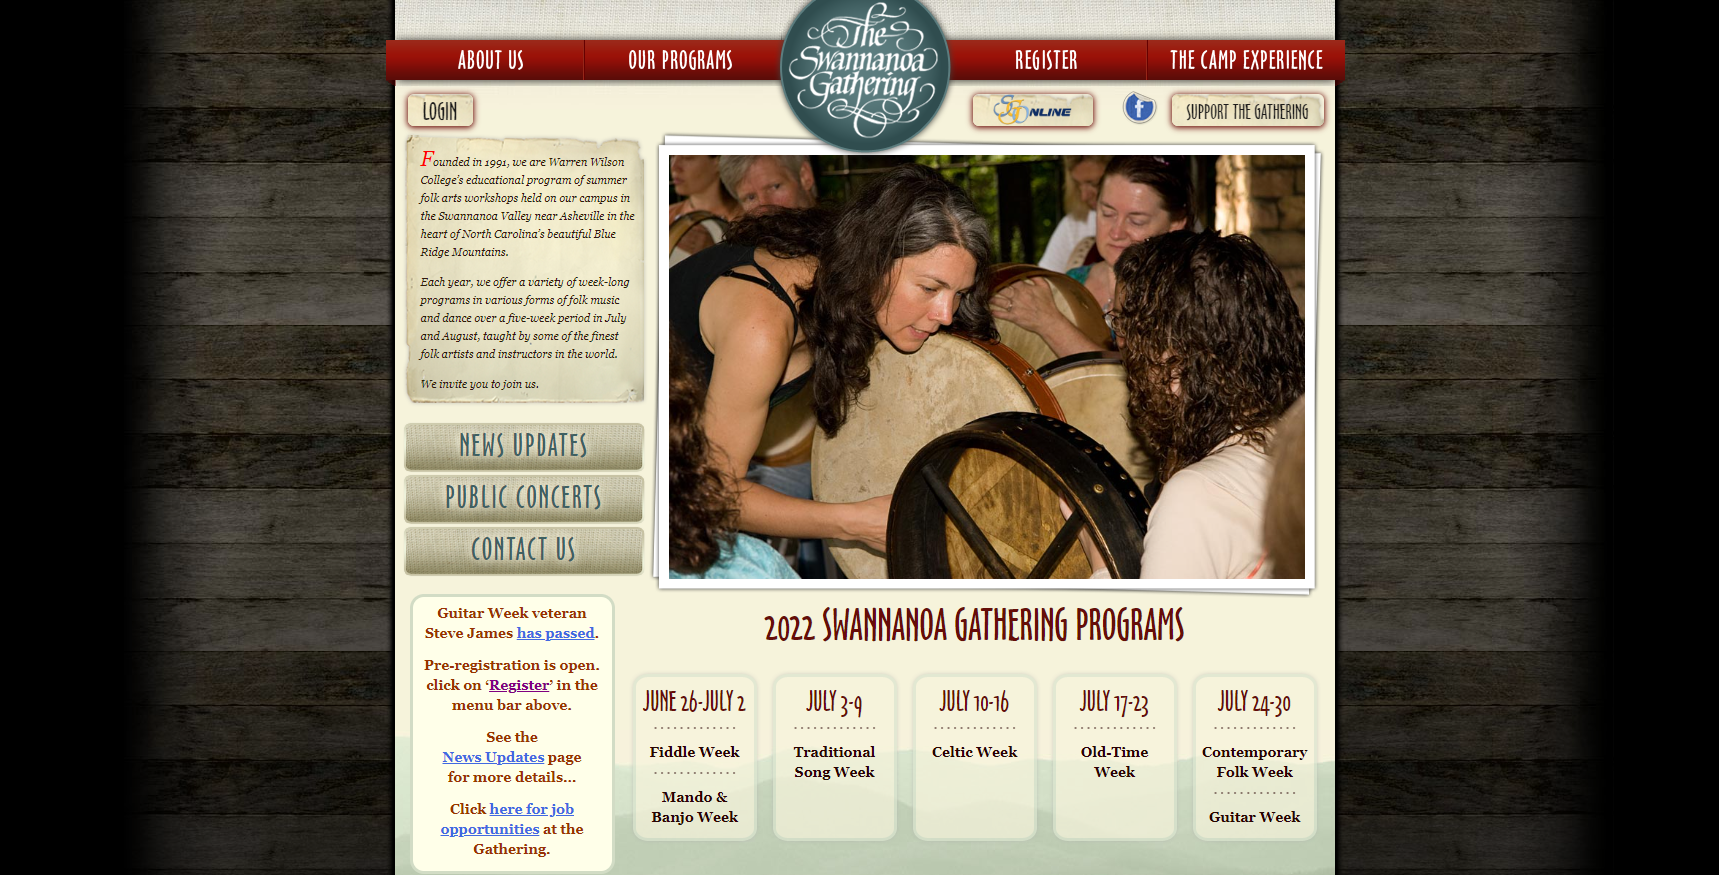 ABOUT US
OUR PROGRAMS
The
Swannanoa
Gathering
REGISTER
THE CAMP EXPERIENCE
LOGIN
SGOnline
f
SUPPORT THE GATHERING
Founded in 1991, we are Warren Wilson
College's educational program of summer
folk arts workshops held on our campus in
the Swannanoa Valley near Asheville in the
heart of North Carolina's beautiful Blue
Ridge Mountains.
Each year, we offer a variety of week-long
programs in various forms of folk music
and dance over a five-week period in July
and August, taught by some of the finest
folk artists and instructors in the world.
We invite you to join us.
NEWS UPDATES
PUBLIC CONCERTS
CONTACT US
Guitar Week veteran
Steve James has passed.
Pre-registration is open.
click on ‘Register’ in the
menu bar above.
See the
News Updates page
for more details…
Click here for job
opportunities at the
Gathering.
2022 SWANNANOA GATHERING PROGRAMS
JUNE 26-JULY 2
Fiddle Week
Mando &
Banjo Week
JULY 3-9
Traditional
Song Week
JULY 10-16
Celtic Week
JULY 17-23
Old-Time
Week
JULY 24-30
Contemporary
Folk Week
Guitar Week